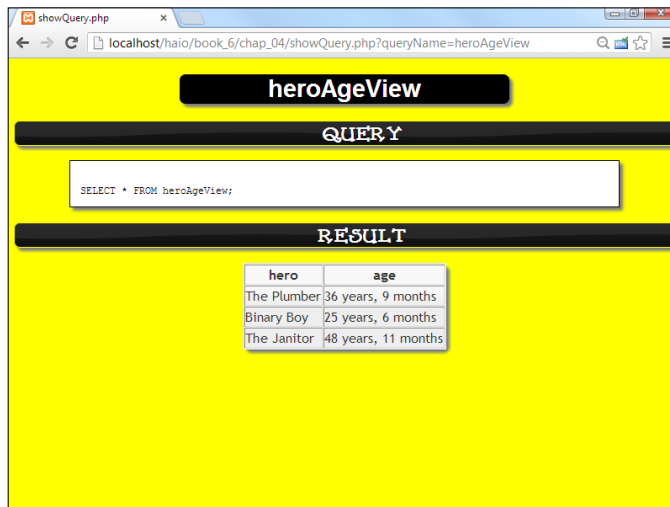 showQuery.php
localhost/haio/book_6/chap_04/showQuery.php?queryName=heroAgeView
heroAgeView
QUERY
SELECT * FROM heroAgeView;
RESULT
hero age
The Plumber 36 years, 9 months
Binary Boy 25 years, 6 months
The Janitor 48 years, 11 months